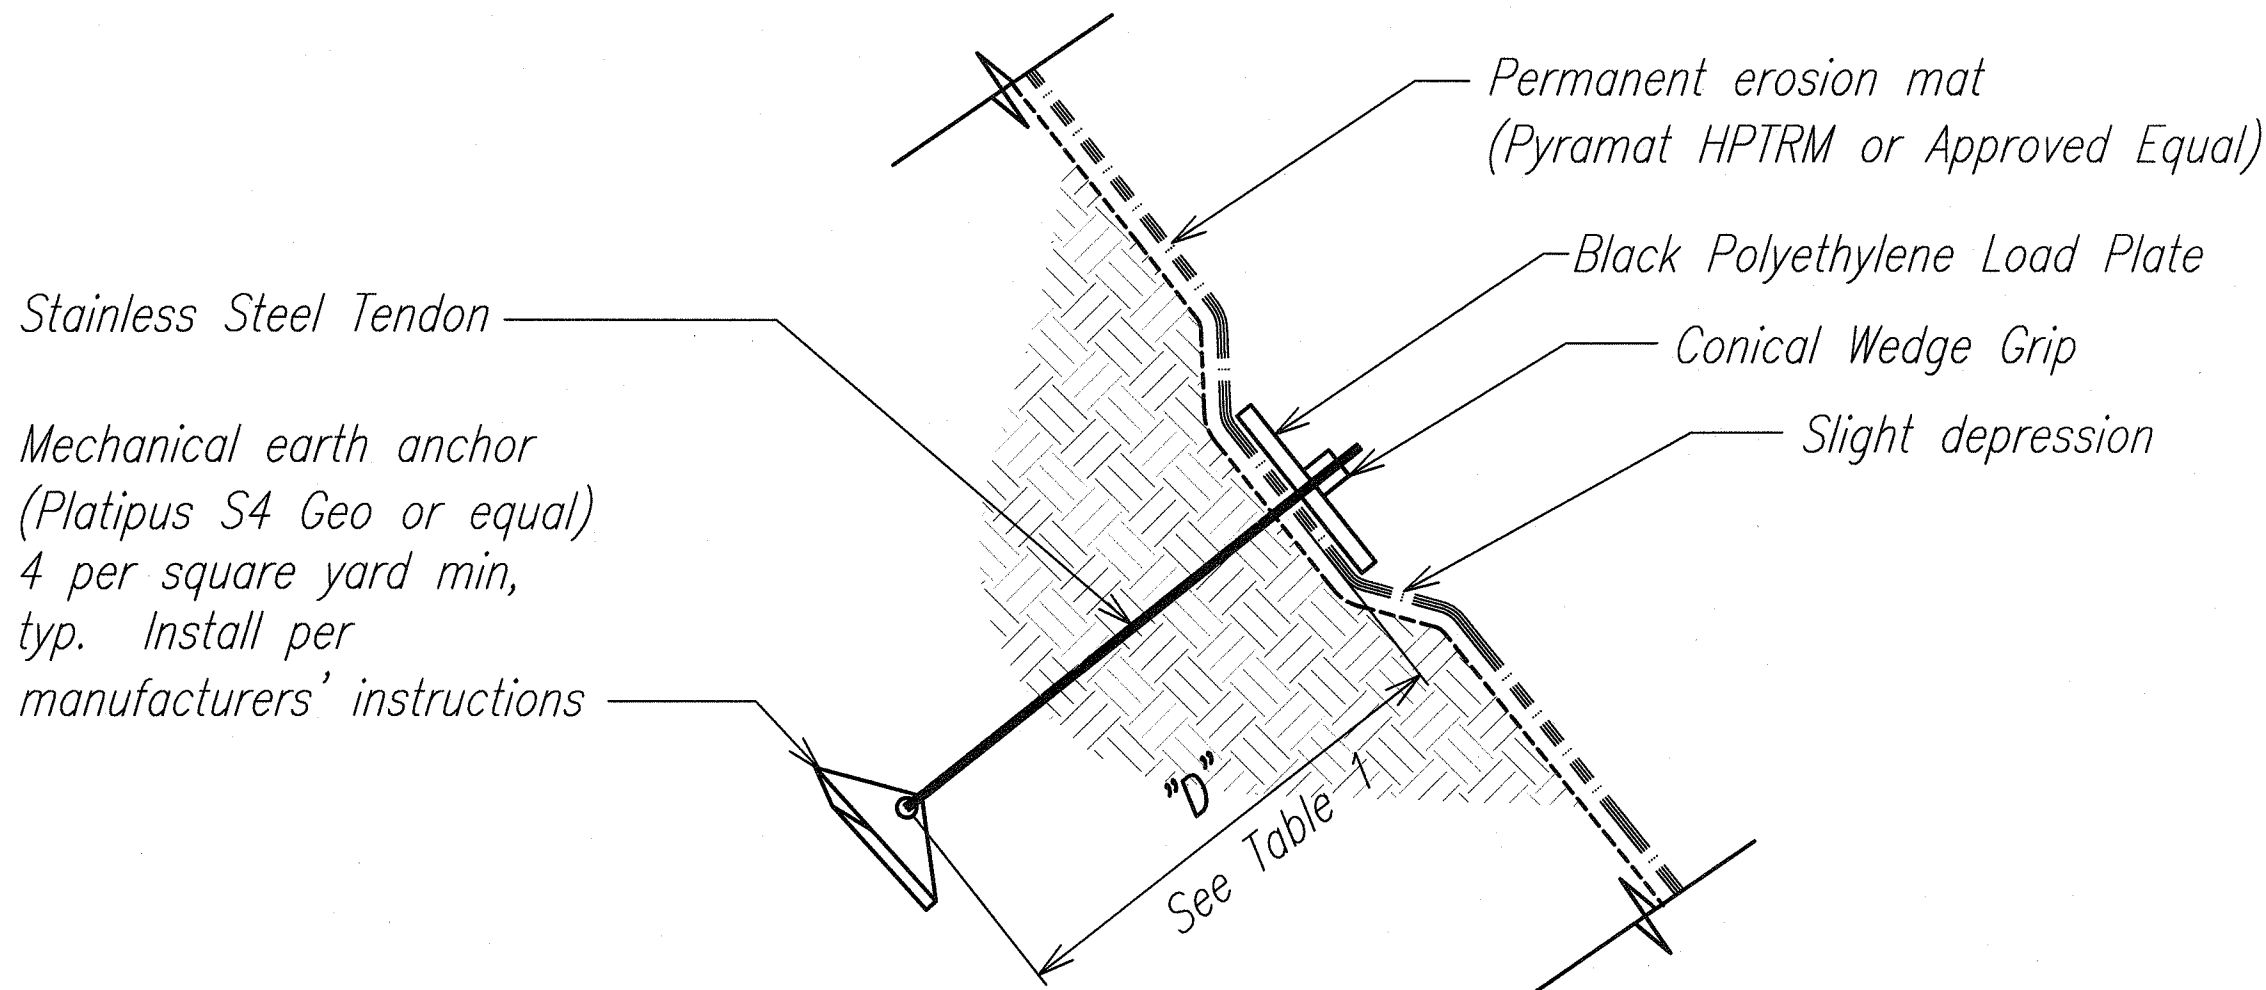 Permanent erosion mat
(Pyramat HPTRM or Approved Equal)
Black Polyethylene Load Plate
Stainless Steel Tendon
Conical Wedge Grip
Slight depression
Mechanical earth anchor
(Platipus S4 Geo or equal)
4 per square yard min,
typ. Install per
manufacturers' instructions
"D"
See Table 1